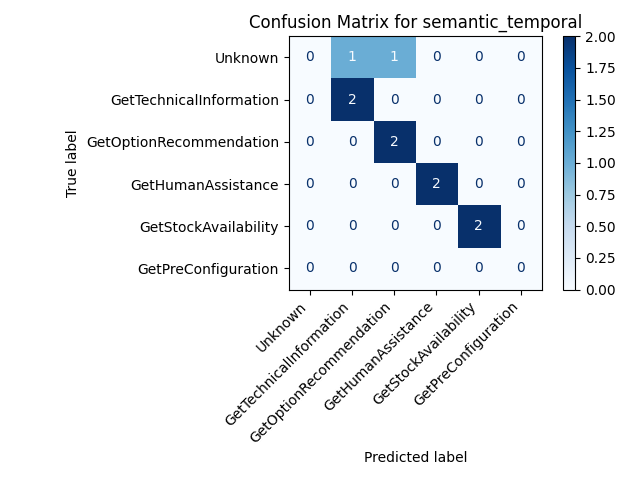 Confusion Matrix for semantic_temporal
True label
Unknown 0 1 1 0 0 0
GetTechnicalInformation 0 2 0 0 0 0
GetOptionRecommendation 0 0 2 0 0 0
GetHumanAssistance 0 0 0 2 0 0
GetStockAvailability 0 0 0 0 2 0
GetPreConfiguration 0 0 0 0 0 0
Unknown
GetTechnicalInformation
GetOptionRecommendation
GetHumanAssistance
GetStockAvailability
GetPreConfiguration
Predicted label
2.00
1.75
1.50
1.25
1.00
0.75
0.50
0.25
0.00